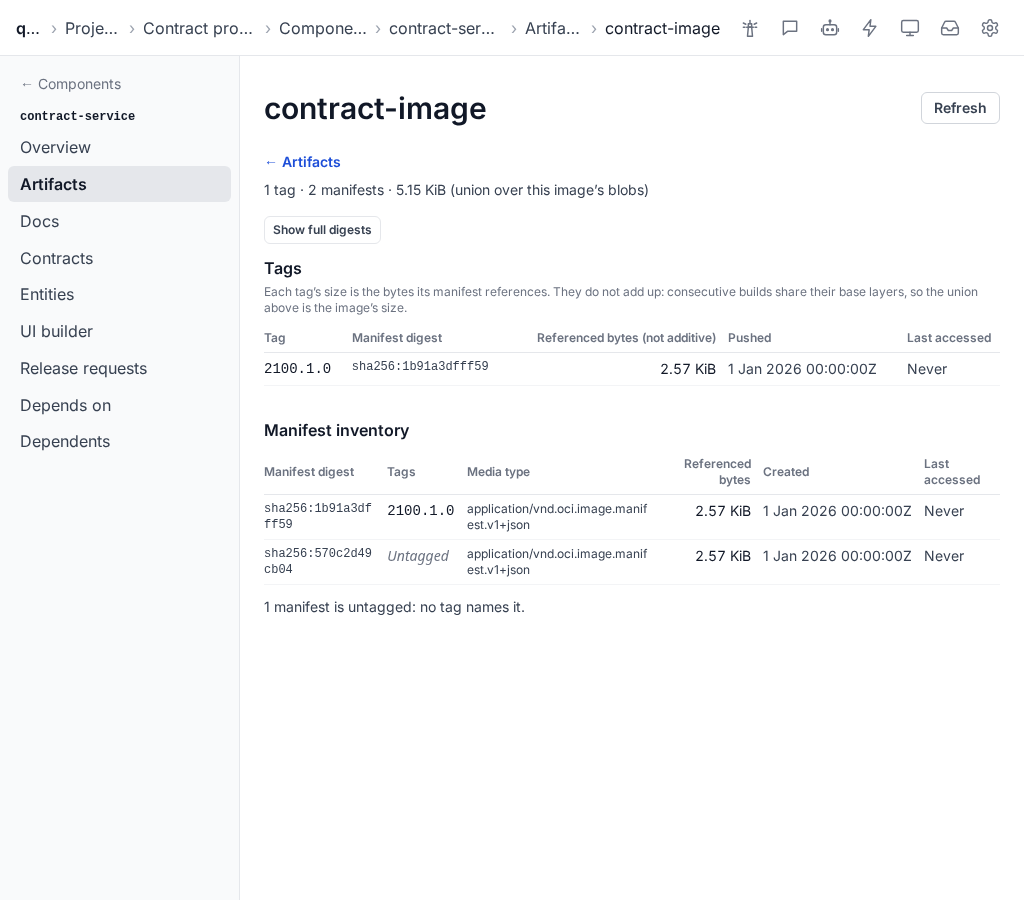 q… › Proje… › Contract pro… › Compone… › contract-ser… › Artifa… › contract-image
← Components
contract-service
Overview
Artifacts
Docs
Contracts
Entities
UI builder
Release requests
Depends on
Dependents
contract-image
Refresh
← Artifacts
1 tag · 2 manifests · 5.15 KiB (union over this image’s blobs)
Show full digests
Tags
Each tag’s size is the bytes its manifest references. They do not add up: consecutive builds share their base layers, so the union
above is the image’s size.
Tag Manifest digest Referenced bytes (not additive) Pushed Last accessed
2100.1.0 sha256:1b91a3dfff59 2.57 KiB 1 Jan 2026 00:00:00Z Never
Manifest inventory
Manifest digest Tags Media type Referenced bytes Created Last accessed
sha256:1b91a3df 2100.1.0 application/vnd.oci.image.manif 2.57 KiB 1 Jan 2026 00:00:00Z Never
ff59 est.v1+json
sha256:570c2d49 Untagged application/vnd.oci.image.manif 2.57 KiB 1 Jan 2026 00:00:00Z Never
cb04 est.v1+json
1 manifest is untagged: no tag names it.